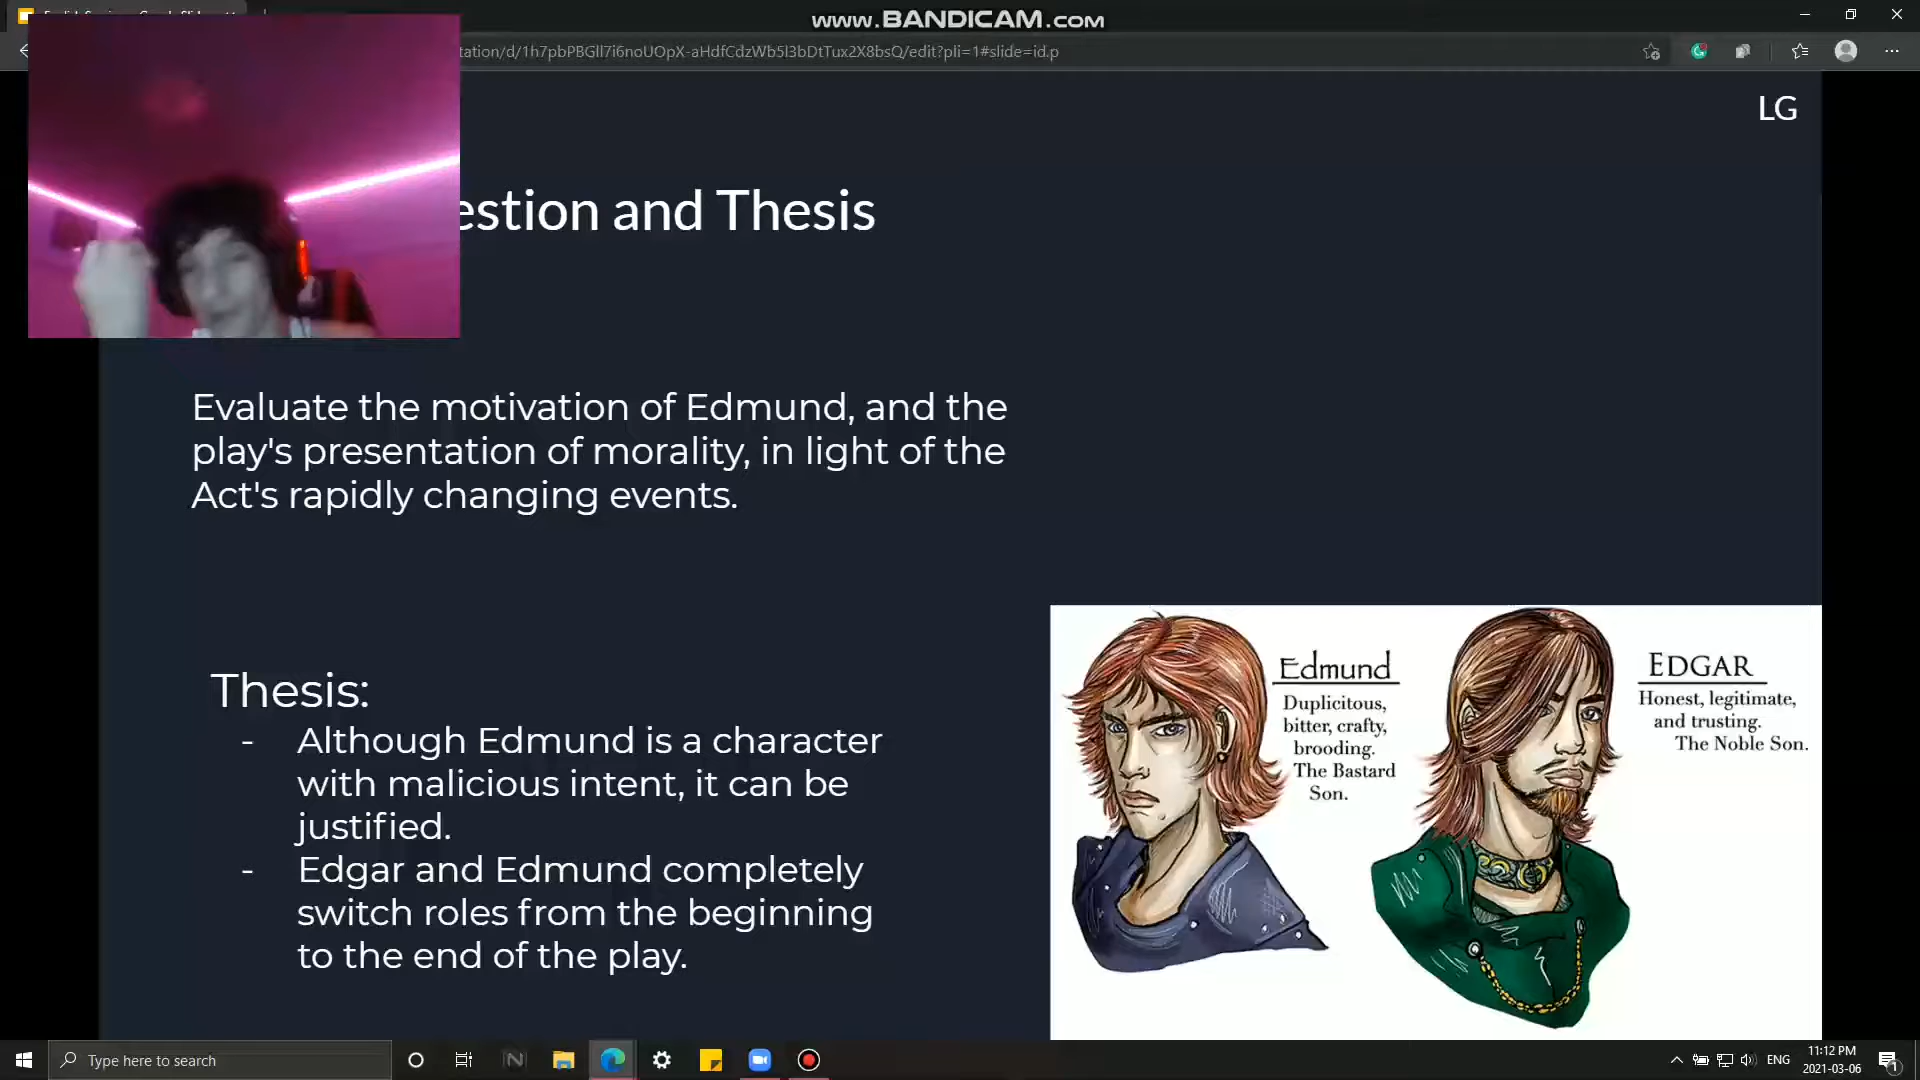 www.BANDICAM.com
tation/d/1h7pbPBGll7i6noUOpX-aHdfCdzWb5I3bDtTux2X8bsQ/edit?pli=1#slide=id.p
LG
estion and Thesis
Evaluate the motivation of Edmund, and the
play's presentation of morality, in light of the
Act's rapidly changing events.
Thesis:
- Although Edmund is a character
with malicious intent, it can be
justified.
- Edgar and Edmund completely
switch roles from the beginning
to the end of the play.
Edmund
Duplicitous,
bitter, crafty,
brooding.
The Bastard
Son.
EDGAR
Honest, legitimate,
and trusting.
The Noble Son.
Type here to search
ENG
11:12 PM
2021-03-06
1